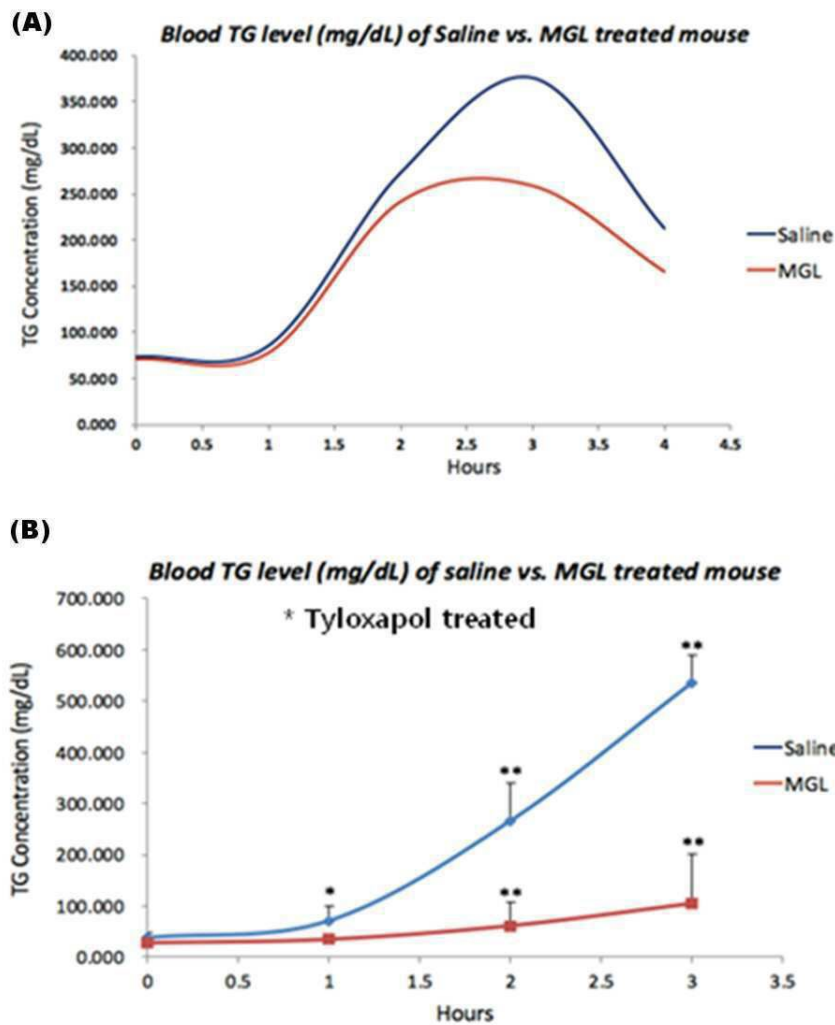 (A)
Blood TG level (mg/dL) of Saline vs. MGL treated mouse
TG Concentration (mg/dL)
400.000
350.000
300.000
250.000
200.000
150.000
100.000
50.000
0.000
0 0.5 1 1.5 2 2.5 3 3.5 4 4.5
Hours
Saline
MGL
(B)
Blood TG level (mg/dL) of saline vs. MGL treated mouse
* Tyloxapol treated
TG Concentration (mg/dL)
700.000
600.000
500.000
400.000
300.000
200.000
100.000
0.000
*
**
**
**
**
0 0.5 1 1.5 2 2.5 3 3.5
Hours
Saline
MGL